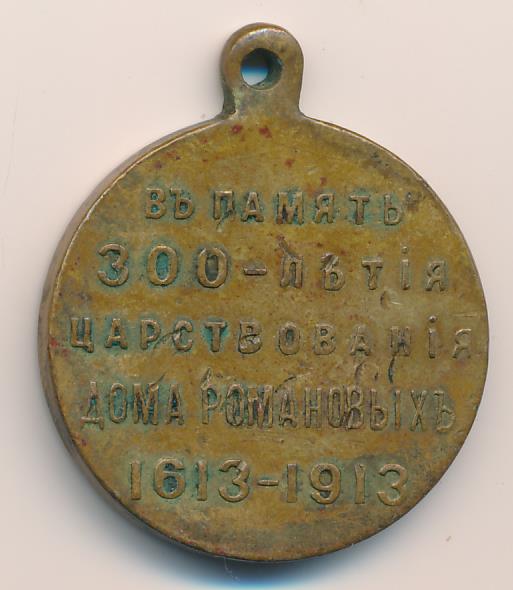 ВЪ ПАМЯТЬ
300-ЛѢТІЯ
ЦАРСТВОВАНІЯ
ДОМА РОМАНОВЫХЪ
1613-1913